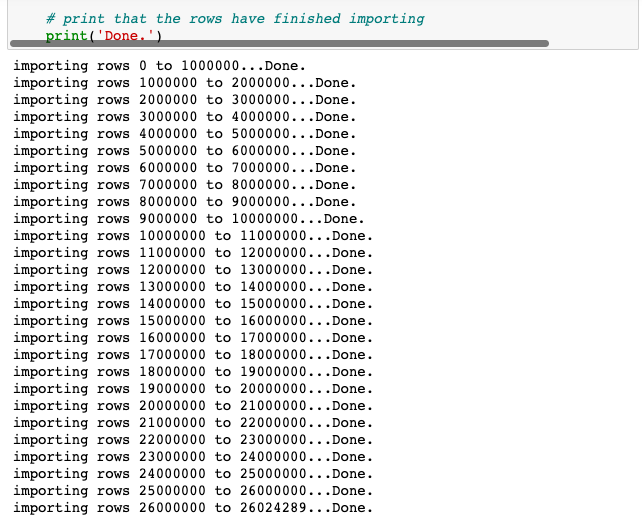 # print that the rows have finished importing
print('Done.')
importing rows 0 to 1000000...Done.
importing rows 1000000 to 2000000...Done.
importing rows 2000000 to 3000000...Done.
importing rows 3000000 to 4000000...Done.
importing rows 4000000 to 5000000...Done.
importing rows 5000000 to 6000000...Done.
importing rows 6000000 to 7000000...Done.
importing rows 7000000 to 8000000...Done.
importing rows 8000000 to 9000000...Done.
importing rows 9000000 to 10000000...Done.
importing rows 10000000 to 11000000...Done.
importing rows 11000000 to 12000000...Done.
importing rows 12000000 to 13000000...Done.
importing rows 13000000 to 14000000...Done.
importing rows 14000000 to 15000000...Done.
importing rows 15000000 to 16000000...Done.
importing rows 16000000 to 17000000...Done.
importing rows 17000000 to 18000000...Done.
importing rows 18000000 to 19000000...Done.
importing rows 19000000 to 20000000...Done.
importing rows 20000000 to 21000000...Done.
importing rows 21000000 to 22000000...Done.
importing rows 22000000 to 23000000...Done.
importing rows 23000000 to 24000000...Done.
importing rows 24000000 to 25000000...Done.
importing rows 25000000 to 26000000...Done.
importing rows 26000000 to 26024289...Done.